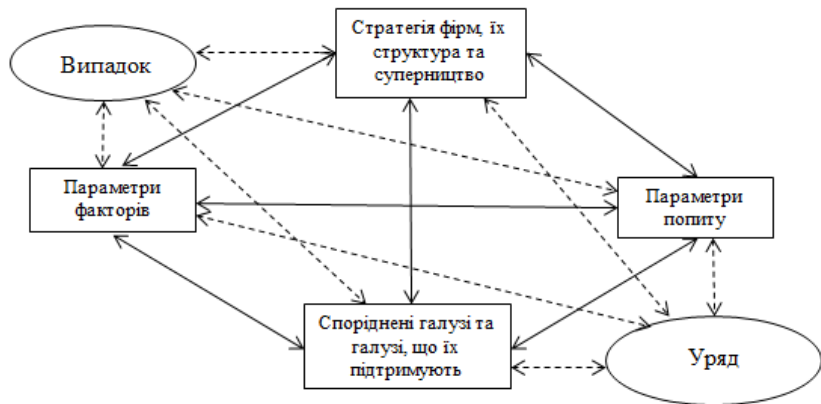 Стратегія фірм, їх
структура та
суперництво
Випадок
Параметри
факторів
Параметри
попиту
Споріднені галузі та
галузі, що їх
підтримують
Уряд